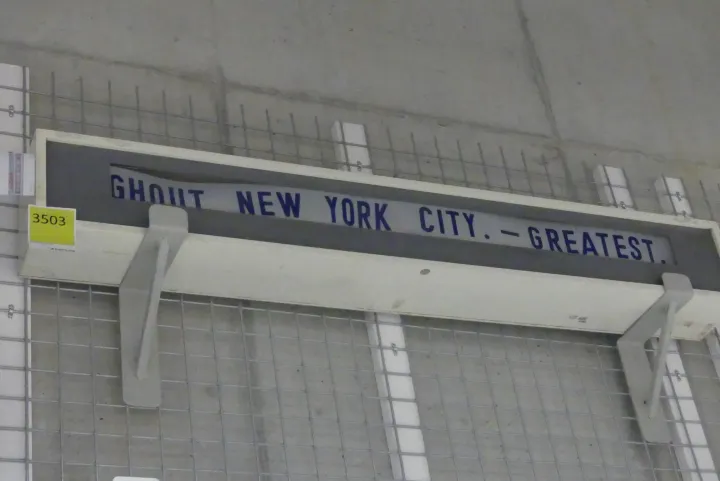 GHOUT NEW YORK CITY. — GREATEST.
3503